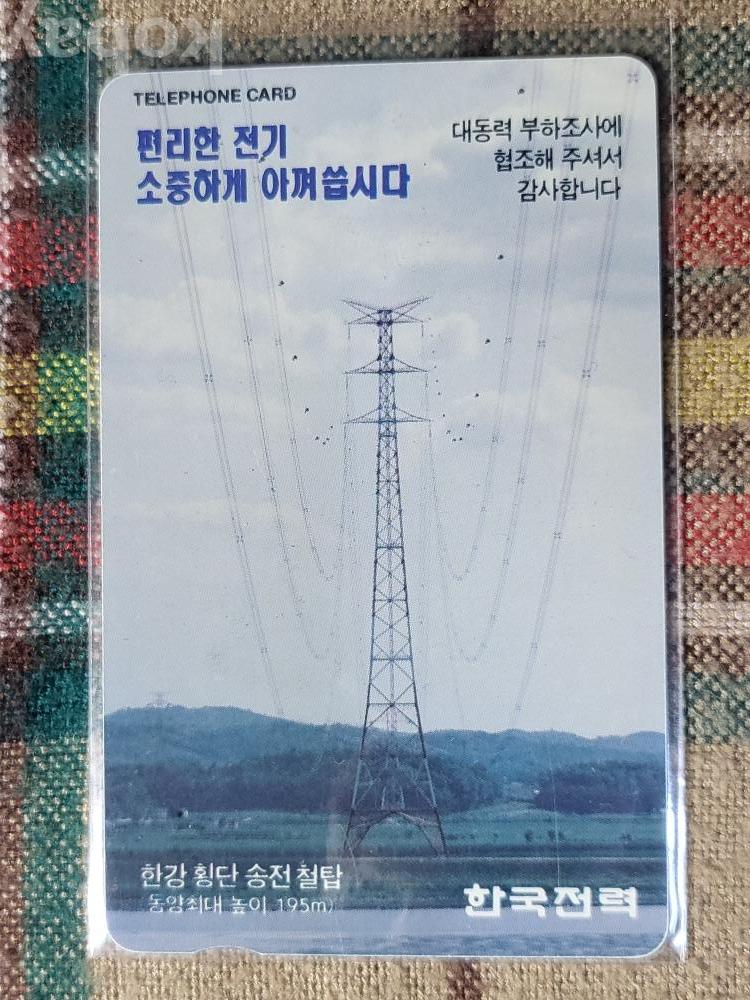 kobay
TELEPHONE CARD
편리한 전기
소중하게 아껴씁시다
대동력 부하조사에
협조해 주셔서
감사합니다
한강 횡단 송전 철탑
동양최대 높이 195m)
한국전력